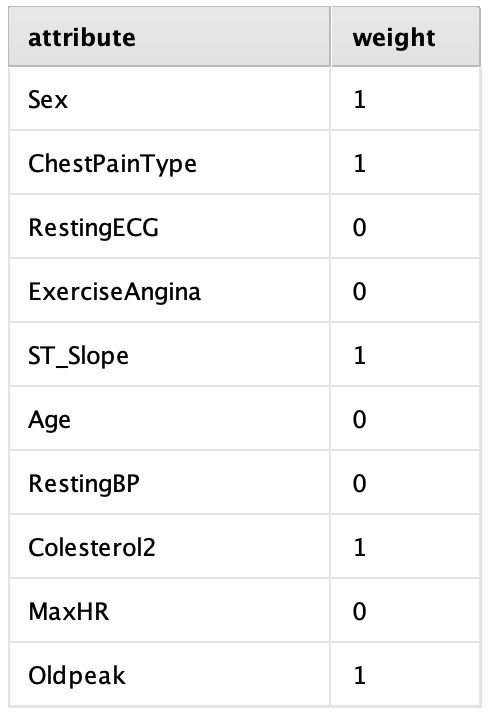 attribute weight
Sex 1
ChestPainType 1
RestingECG 0
ExerciseAngina 0
ST_Slope 1
Age 0
RestingBP 0
Colesterol2 1
MaxHR 0
Oldpeak 1